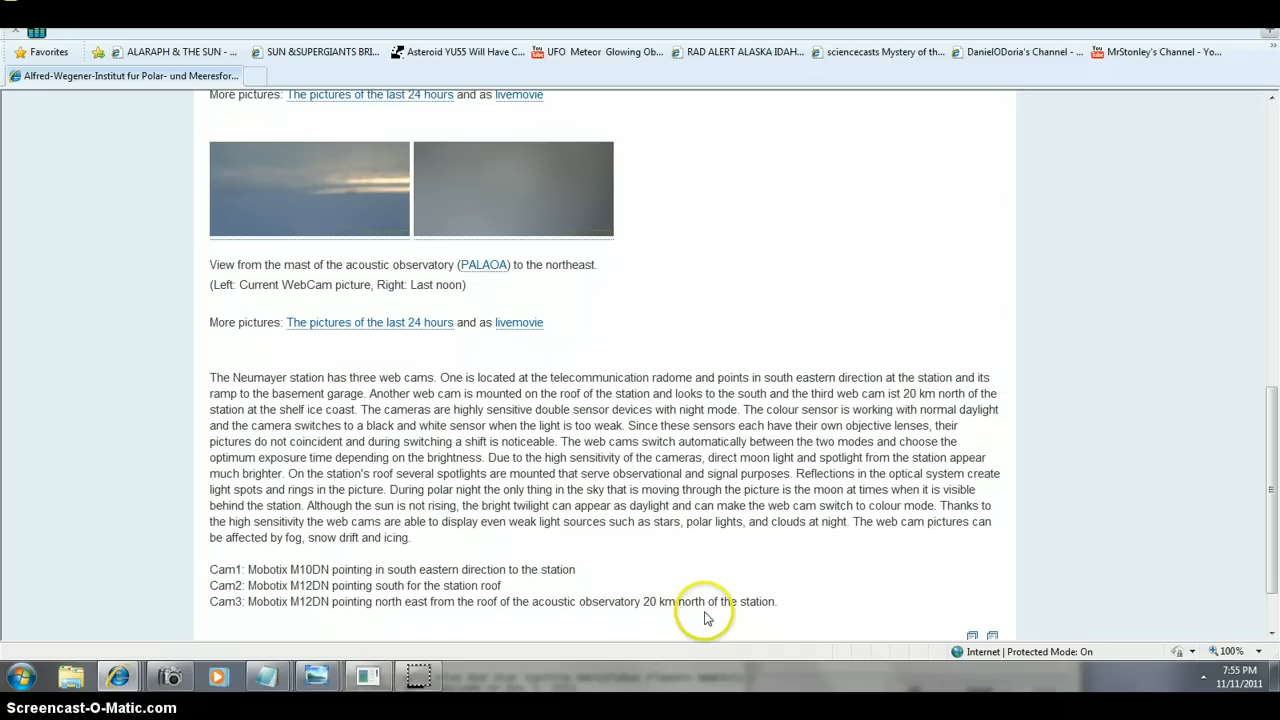 Favorites ALARAPH & THE SUN - ... SUN &SUPERGIANTS BRI... Asteroid YU55 Will Have C... UFO Meteor Glowing Ob... RAD ALERT ALASKA IDAH... sciencecasts Mystery of th... DanielODoria's Channel - ... MrStonley's Channel - Yo...
Alfred-Wegener-Institut fur Polar- und Meeresfor...
More pictures: The pictures of the last 24 hours and as livemovie
View from the mast of the acoustic observatory (PALAOA) to the northeast.
(Left: Current WebCam picture, Right: Last noon)
More pictures: The pictures of the last 24 hours and as livemovie
The Neumayer station has three web cams. One is located at the telecommunication radome and points in south eastern direction at the station and its
ramp to the basement garage. Another web cam is mounted on the roof of the station and looks to the south and the third web cam ist 20 km north of the
station at the shelf ice coast. The cameras are highly sensitive double sensor devices with night mode. The colour sensor is working with normal daylight
and the camera switches to a black and white sensor when the light is too weak. Since these sensors each have their own objective lenses, their
pictures do not coincident and during switching a shift is noticeable. The web cams switch automatically between the two modes and choose the
optimum exposure time depending on the brightness. Due to the high sensitivity of the cameras, direct moon light and spotlight from the station appear
much brighter. On the station's roof several spotlights are mounted that serve observational and signal purposes. Reflections in the optical system create
light spots and rings in the picture. During polar night the only thing in the sky that is moving through the picture is the moon at times when it is visible
behind the station. Although the sun is not rising, the bright twilight can appear as daylight and can make the web cam switch to colour mode. Thanks to
the high sensitivity the web cams are able to display even weak light sources such as stars, polar lights, and clouds at night. The web cam pictures can
be affected by fog, snow drift and icing.
Cam1: Mobotix M10DN pointing in south eastern direction to the station
Cam2: Mobotix M12DN pointing south for the station roof
Cam3: Mobotix M12DN pointing north east from the roof of the acoustic observatory 20 km north of the station.
Internet | Protected Mode: On 100%
7:55 PM
11/11/2011
Screencast-O-Matic.com